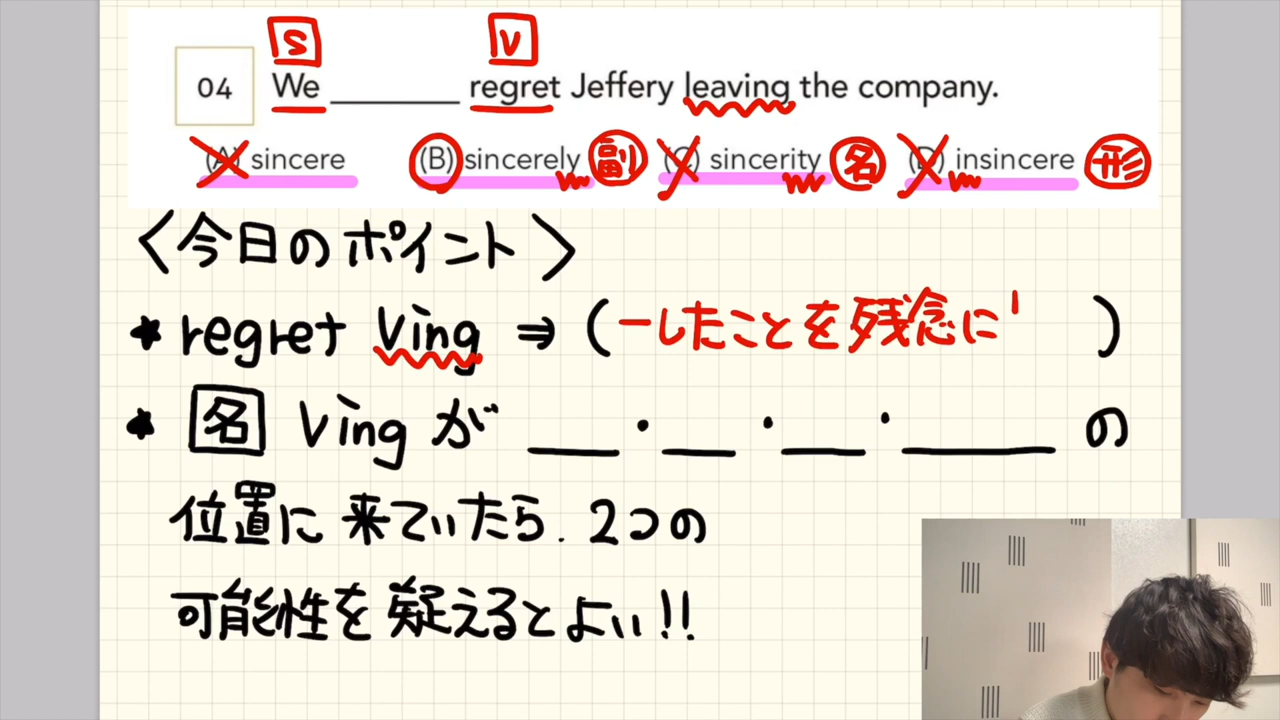 S V
04 We ________ regret Jeffery leaving the company.
(A) sincere (B) sincerely 副 (C) sincerity 名 (D) insincere 形
〈今日のポイント〉
* regret Ving ⇒ (ーしたことを残念に )
* 名 Ving が ___・___・___・_____ の
位置に来ていたら、2つの
可能性を疑えるとよい!!